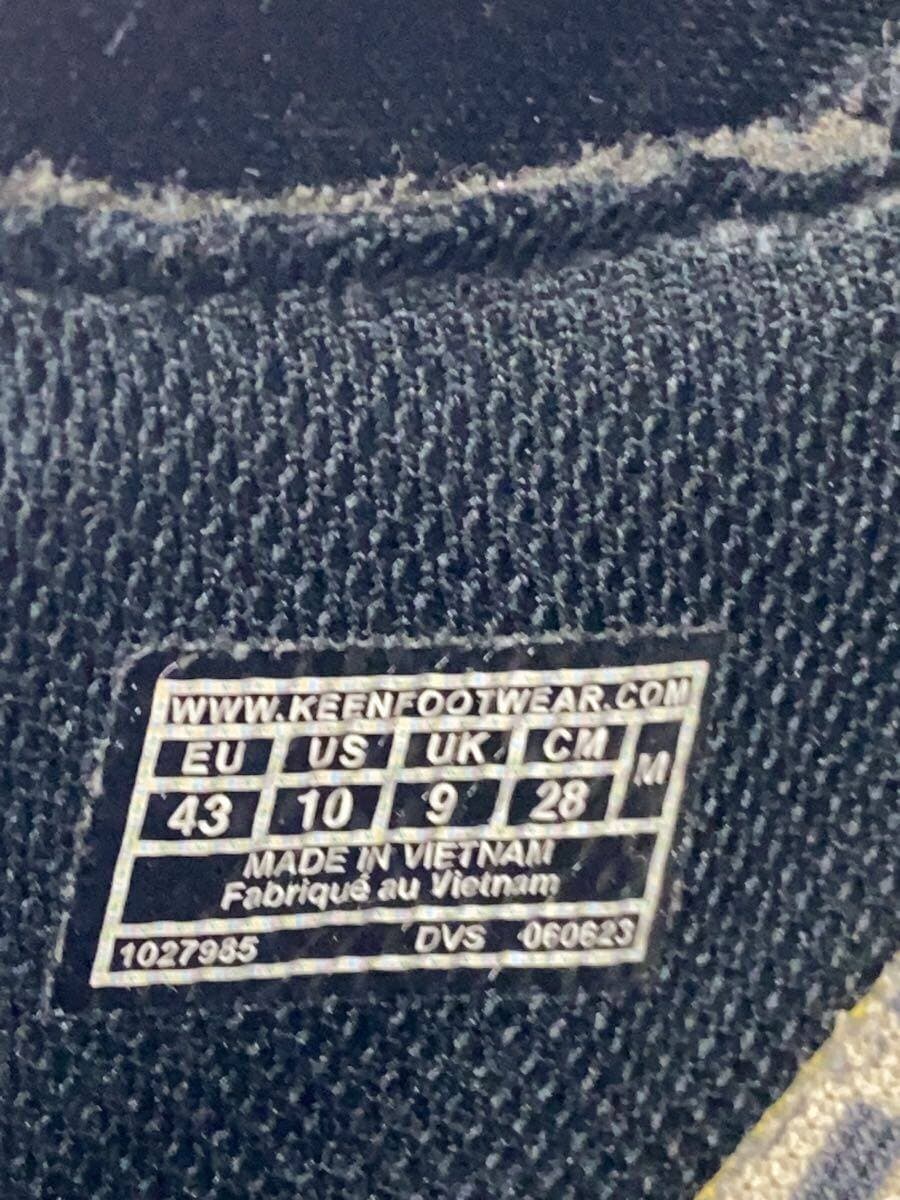 WWW.KEENFOOTWEAR.COM
EU US UK CM M
43 10 9 28
MADE IN VIETNAM
Fabriqué au Vietnam
1027985 DVS 060623